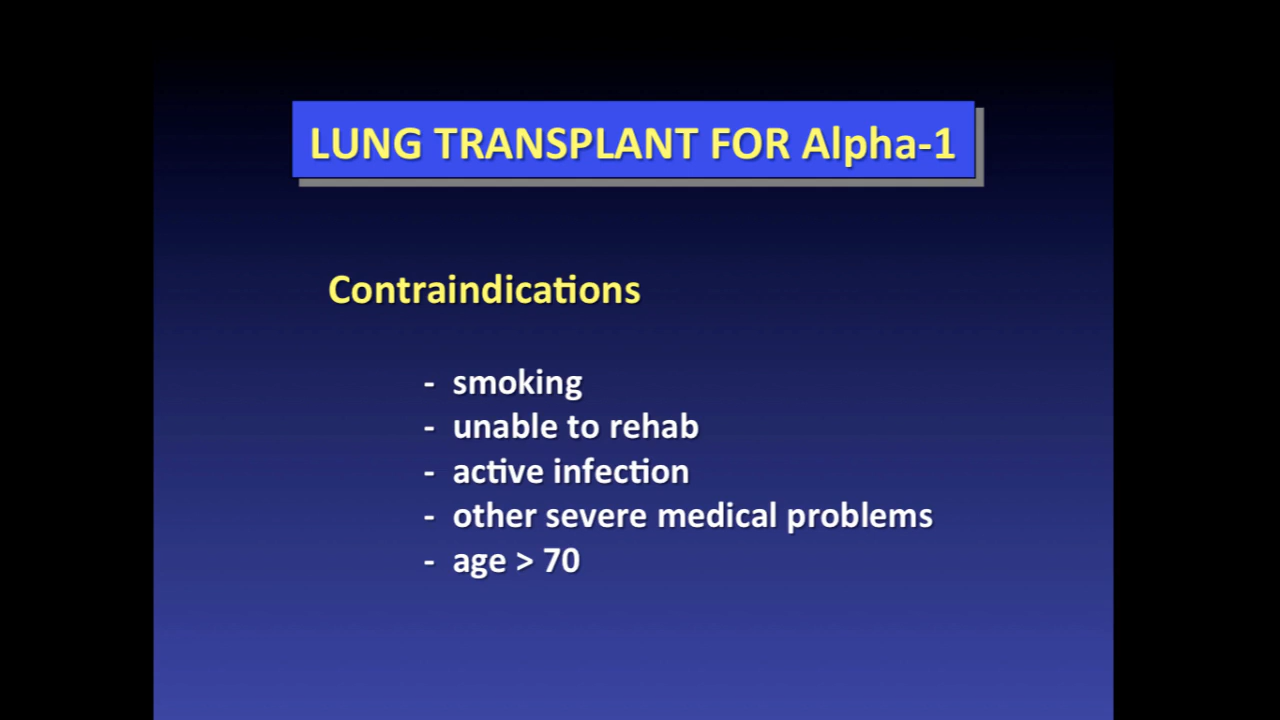 LUNG TRANSPLANT FOR Alpha-1
Contraindications
- smoking
- unable to rehab
- active infection
- other severe medical problems
- age > 70